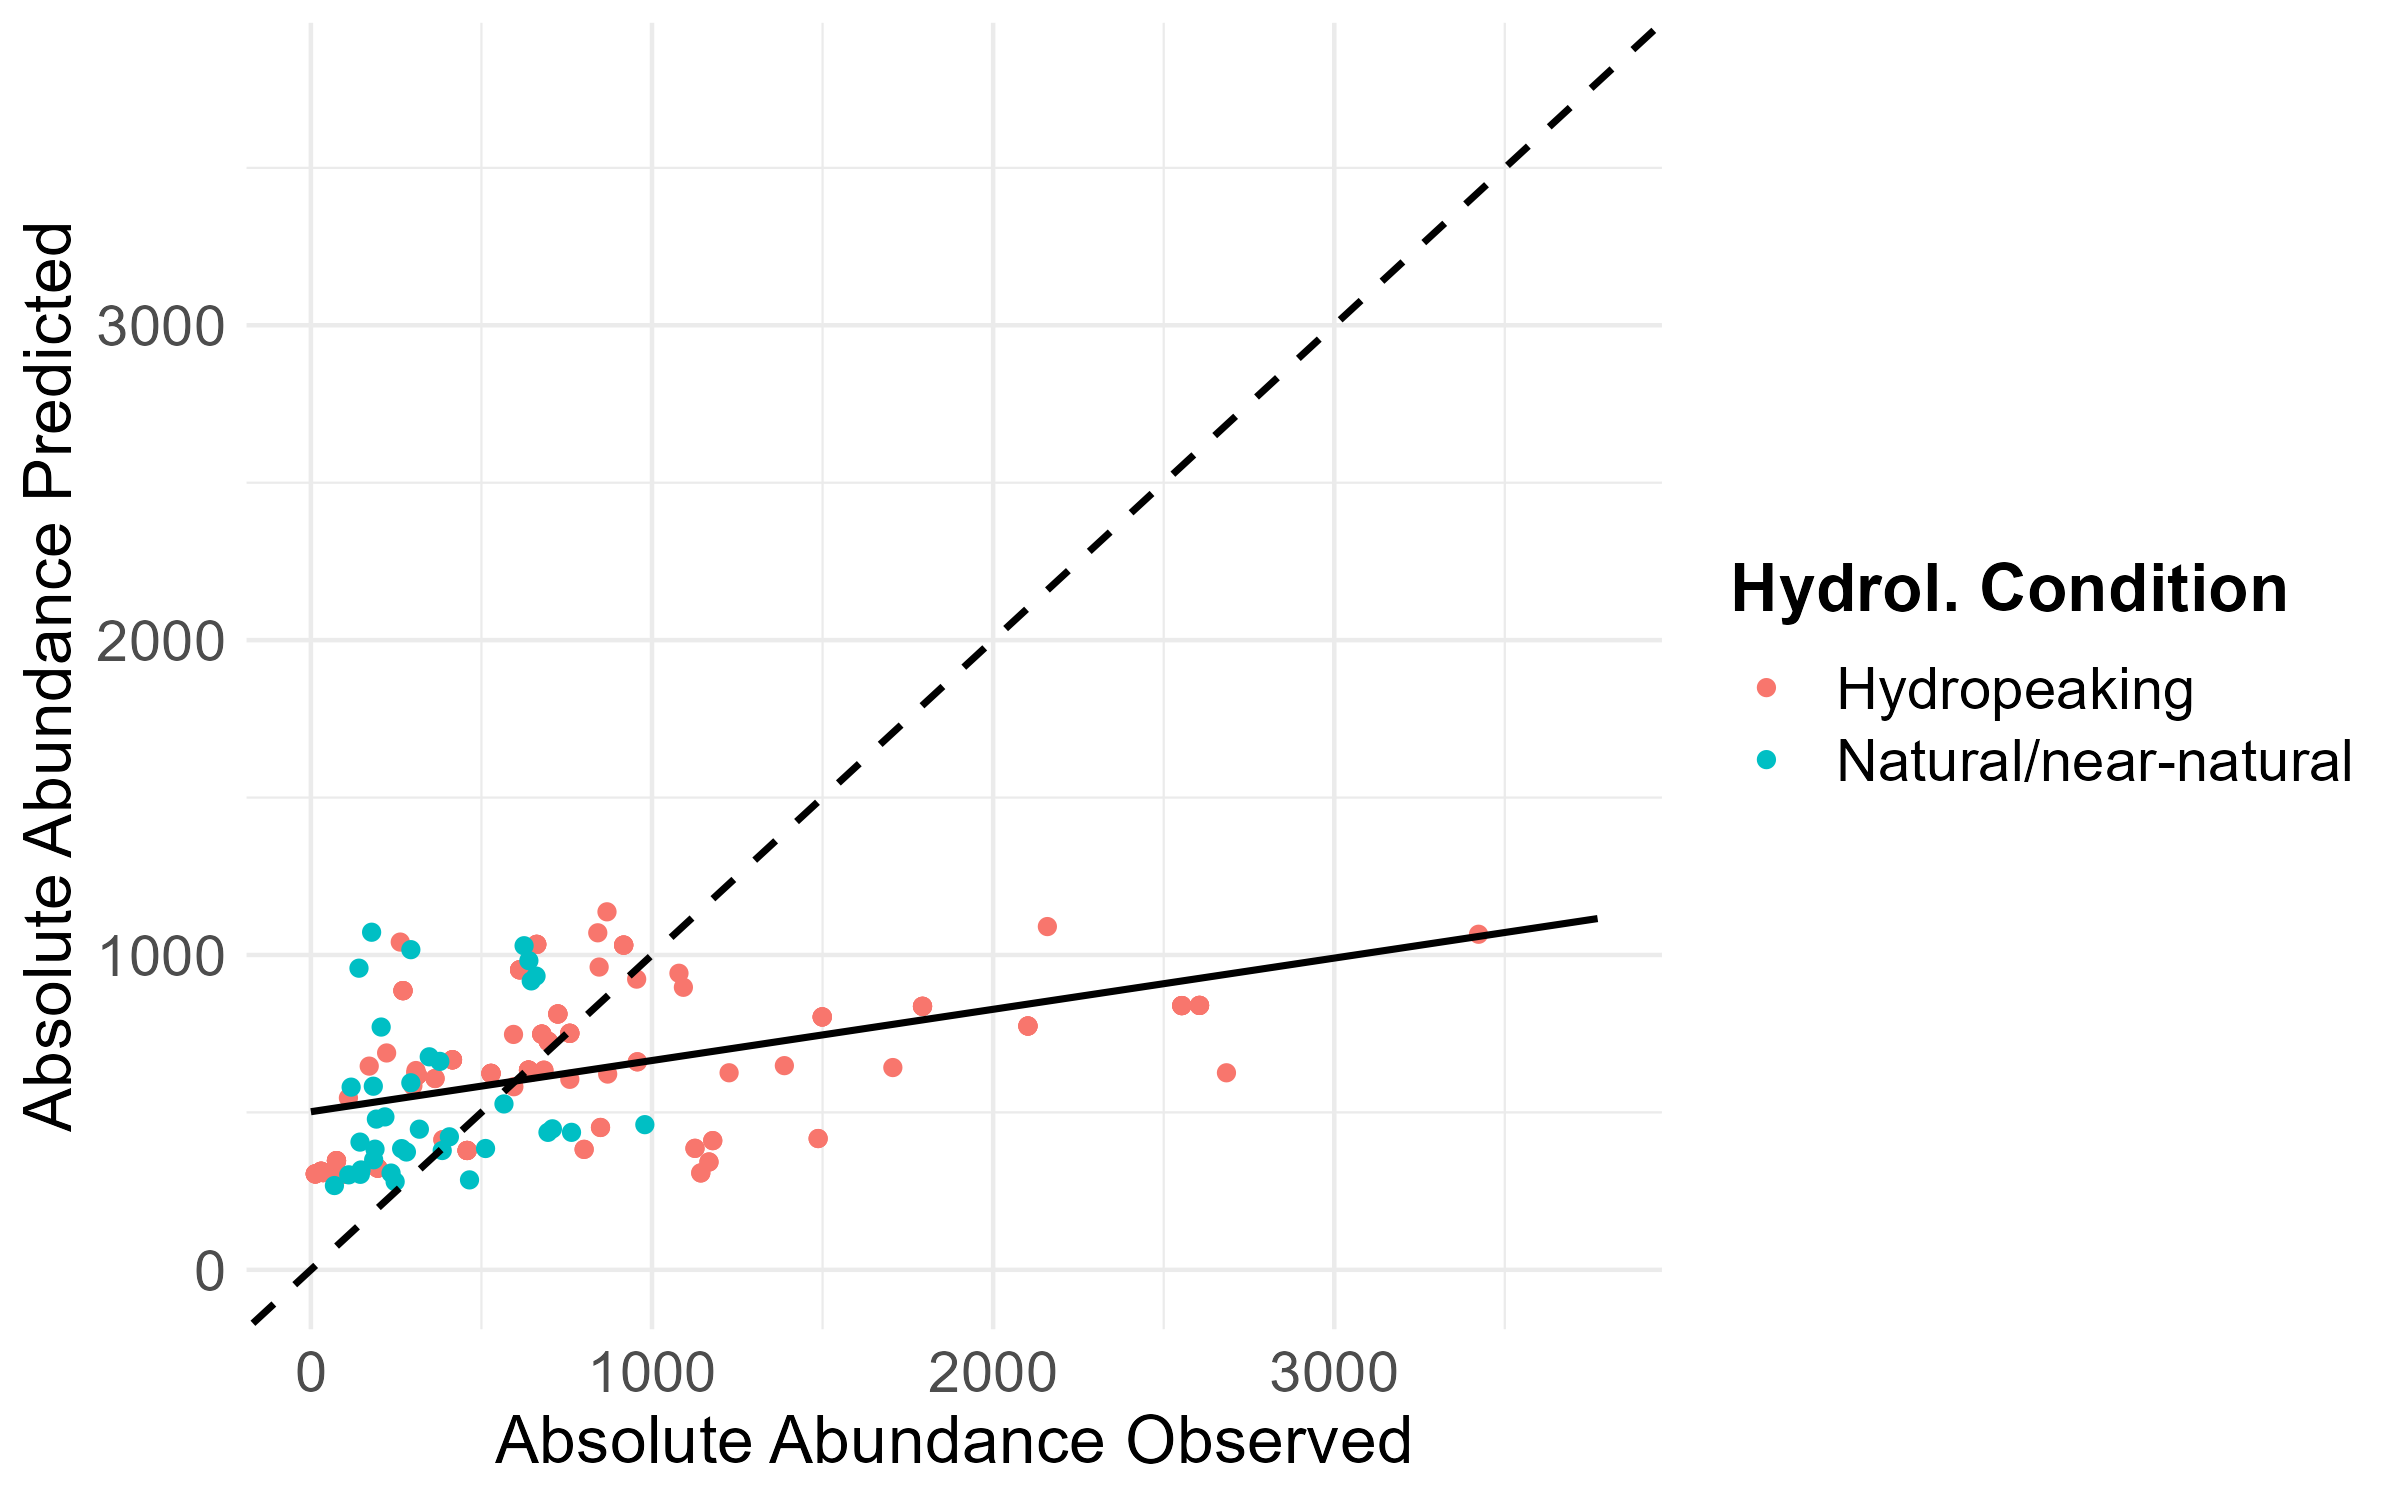 Absolute Abundance Predicted
3000
2000
1000
0
0 1000 2000 3000
Absolute Abundance Observed
Hydrol. Condition
Hydropeaking
Natural/near-natural